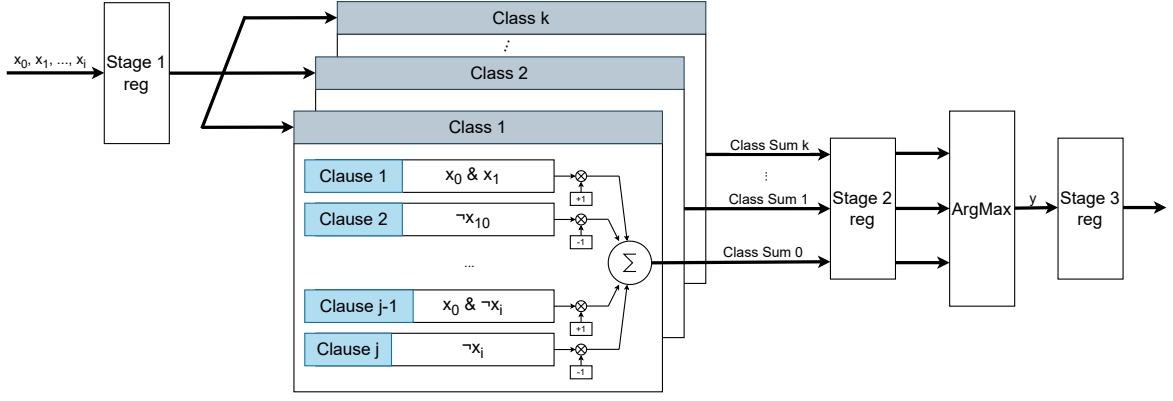 x₀, x₁, ..., xᵢ
Stage 1
reg
Class k
⋮
Class 2
Class 1
Clause 1
x₀ & x₁
+1
Clause 2
¬x₁₀
-1
...
Clause j-1
x₀ & ¬xᵢ
+1
Clause j
¬xᵢ
-1
Σ
Class Sum k
⋮
Class Sum 1
Class Sum 0
Stage 2
reg
ArgMax
y
Stage 3
reg